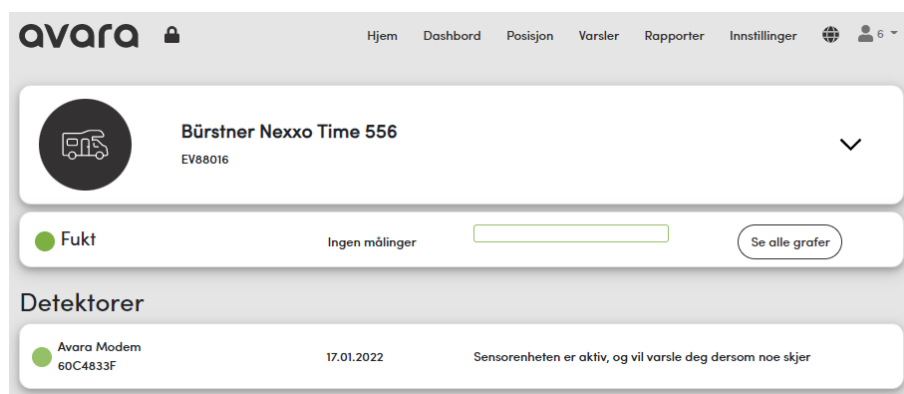 avara
Hjem Dashbord Posisjon Varsler Rapporter Innstillinger 6
Bürstner Nexxo Time 556
EV88016
Fukt Ingen målinger Se alle grafer
Detektorer
Avara Modem
60C4833F 17.01.2022 Sensorenheten er aktiv, og vil varsle deg dersom noe skjer